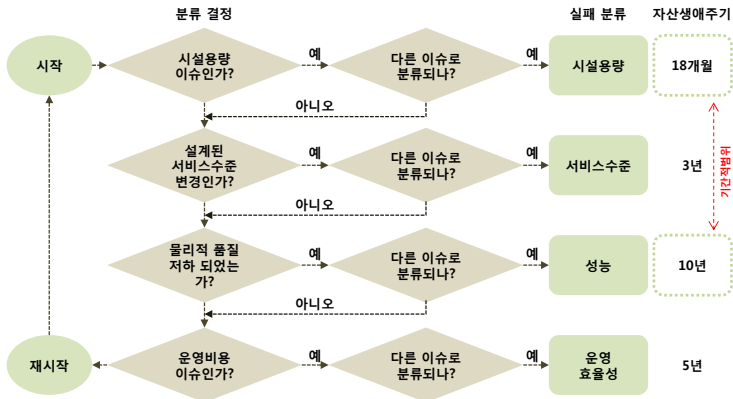 분류 결정
실패 분류
자산생애주기
시작
시설용량
이슈인가?
예
다른 이슈로
분류되나?
예
시설용량
18개월
아니오
설계된
서비스수준
변경인가?
예
다른 이슈로
분류되나?
예
서비스수준
3년
기간적범위
아니오
물리적 품질
저하 되었는
가?
예
다른 이슈로
분류되나?
예
성능
10년
아니오
재시작
운영비용
이슈인가?
예
다른 이슈로
분류되나?
예
운영
효율성
5년